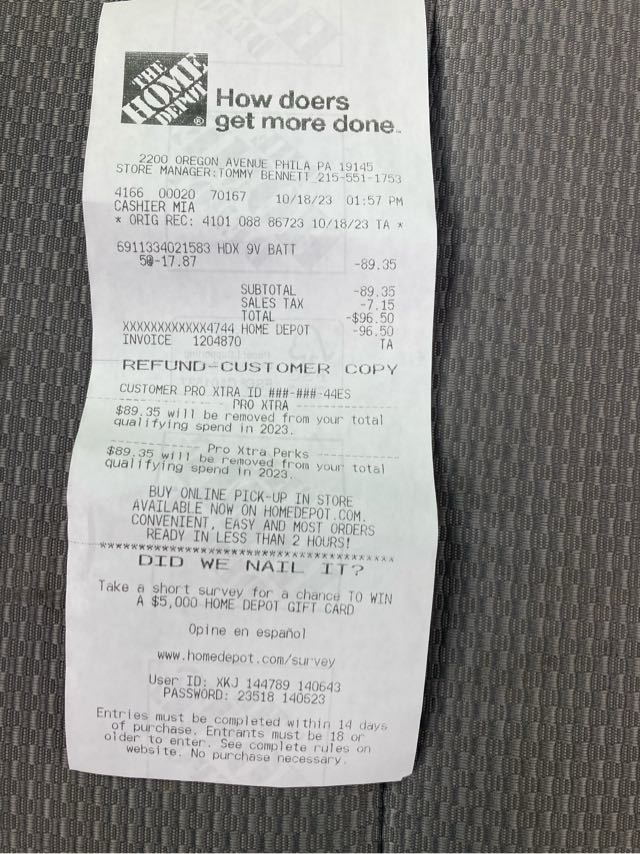 THE
HOME
DEPOT
®
How doers
get more done™
2200 OREGON AVENUE PHILA PA 19145
STORE MANAGER:TOMMY BENNETT 215-551-1753
4166 00020 70167 10/18/23 01:57 PM
CASHIER MIA
* ORIG REC: 4101 088 86723 10/18/23 TA *
6911334021583 HDX 9V BATT
5@-17.87 -89.35
SUBTOTAL -89.35
SALES TAX -7.15
TOTAL -$96.50
XXXXXXXXXXXX4744 HOME DEPOT -96.50
INVOICE 1204870 TA
REFUND-CUSTOMER COPY
CUSTOMER PRO XTRA ID ###-###-44ES
PRO XTRA
$89.35 will be removed from your total
qualifying spend in 2023.
Pro Xtra Perks
$89.35 will be removed from your total
qualifying spend in 2023.
BUY ONLINE PICK-UP IN STORE
AVAILABLE NOW ON HOMEDEPOT.COM.
CONVENIENT, EASY AND MOST ORDERS
READY IN LESS THAN 2 HOURS!
****************************************
DID WE NAIL IT?
Take a short survey for a chance TO WIN
A $5,000 HOME DEPOT GIFT CARD
Opine en español
www.homedepot.com/survey
User ID: XKJ 144789 140643
PASSWORD: 23518 140623
Entries must be completed within 14 days
of purchase. Entrants must be 18 or
older to enter. See complete rules on
website. No purchase necessary.